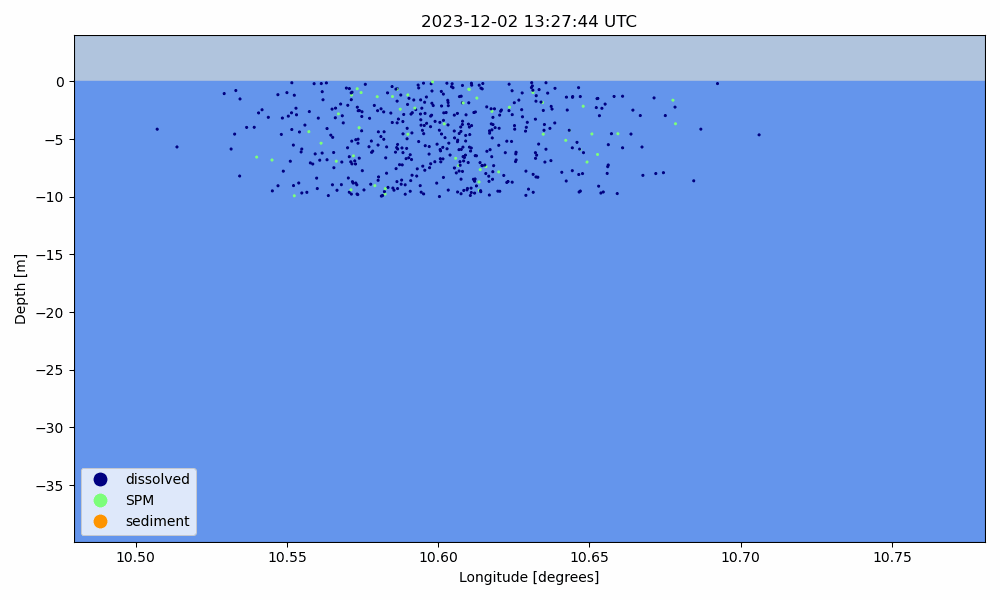 2023-12-02 13:27:44 UTC
0
−5
−10
−15
−20
−25
−30
−35
Depth [m]
dissolved
SPM
sediment
10.50 10.55 10.60 10.65 10.70 10.75
Longitude [degrees]